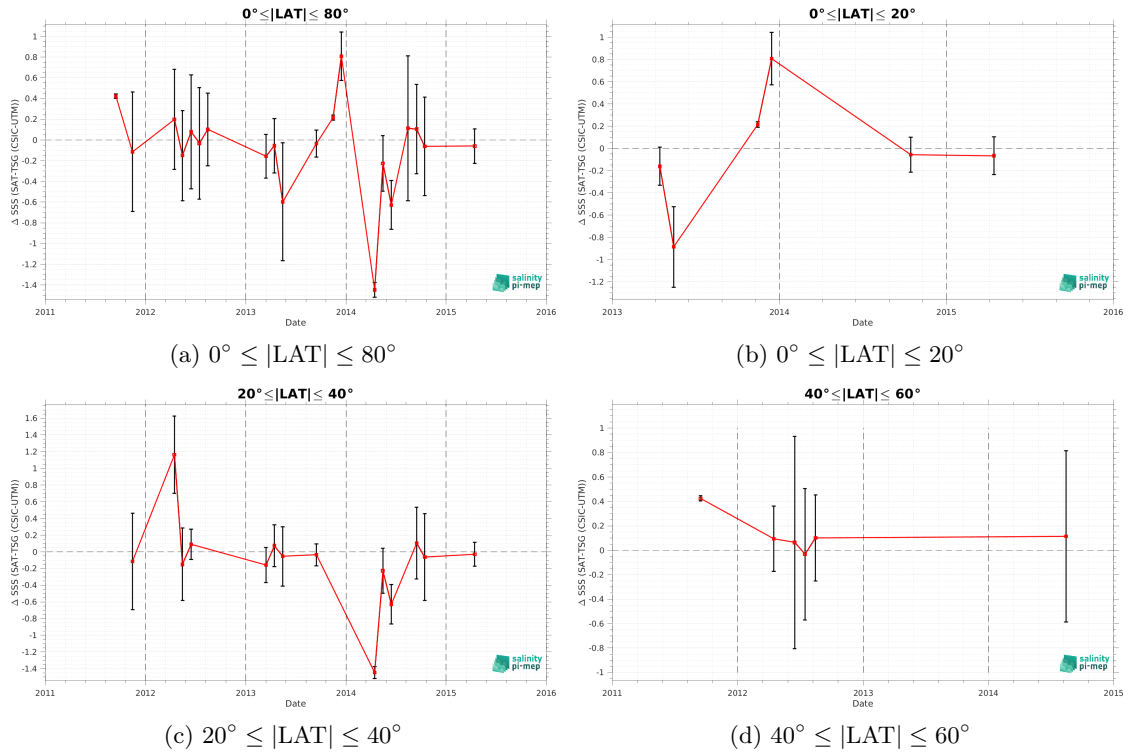 0°≤|LAT|≤ 80°
Δ SSS (SAT-TSG (CSIC-UTM))
1
0.8
0.6
0.4
0.2
0
-0.2
-0.4
-0.6
-0.8
-1
-1.2
-1.4
2011 2012 2013 2014 2015 2016
Date
salinity
pi-mep
(a) 0° ≤ |LAT| ≤ 80°
0°≤|LAT|≤ 20°
Δ SSS (SAT-TSG (CSIC-UTM))
1
0.8
0.6
0.4
0.2
0
-0.2
-0.4
-0.6
-0.8
-1
-1.2
2013 2014 2015 2016
Date
salinity
pi-mep
(b) 0° ≤ |LAT| ≤ 20°
20°≤|LAT|≤ 40°
Δ SSS (SAT-TSG (CSIC-UTM))
1.6
1.4
1.2
1
0.8
0.6
0.4
0.2
0
-0.2
-0.4
-0.6
-0.8
-1
-1.2
-1.4
2011 2012 2013 2014 2015 2016
Date
salinity
pi-mep
(c) 20° ≤ |LAT| ≤ 40°
40°≤|LAT|≤ 60°
Δ SSS (SAT-TSG (CSIC-UTM))
1
0.8
0.6
0.4
0.2
0
-0.2
-0.4
-0.6
-0.8
-1
2011 2012 2013 2014 2015
Date
salinity
pi-mep
(d) 40° ≤ |LAT| ≤ 60°